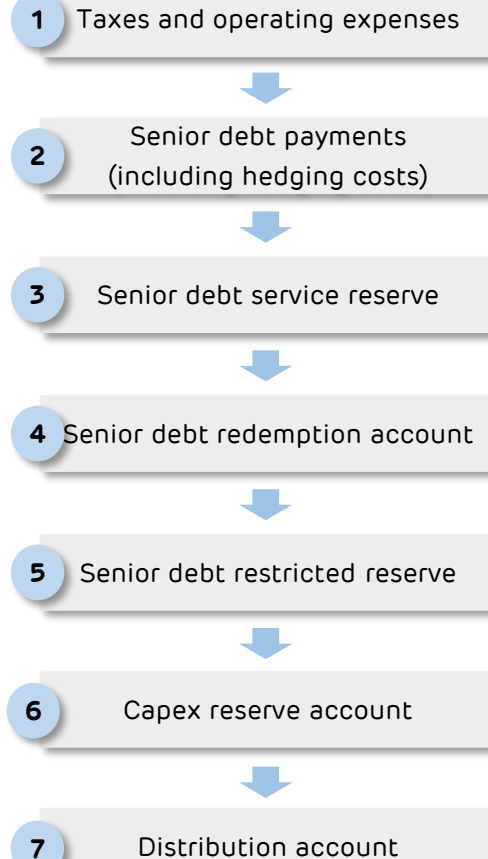 1 Taxes and operating expenses
2 Senior debt payments
(including hedging costs)
3 Senior debt service reserve
4 Senior debt redemption account
5 Senior debt restricted reserve
6 Capex reserve account
7 Distribution account